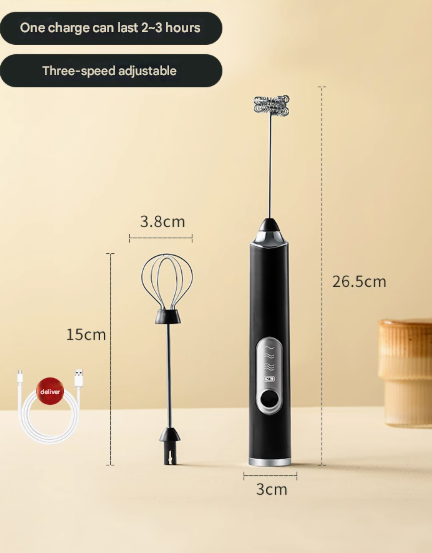 One charge can last 2~3 hours
Three-speed adjustable
3.8cm
26.5cm
15cm
deliver
3cm